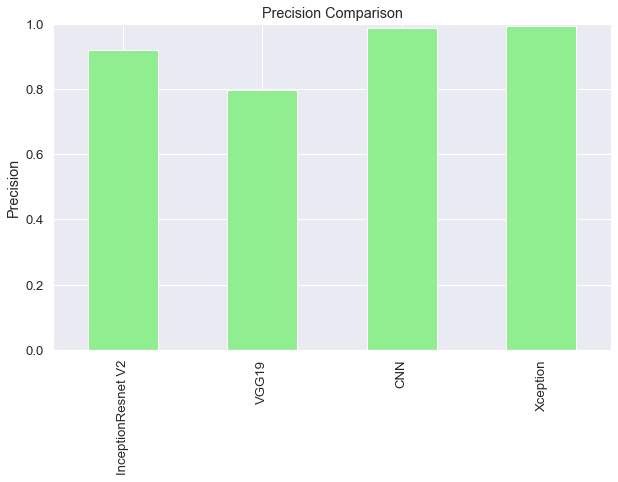 Precision Comparison
1.0
0.8
0.6
0.4
0.2
0.0
Precision
InceptionResnet V2
VGG19
CNN
Xception